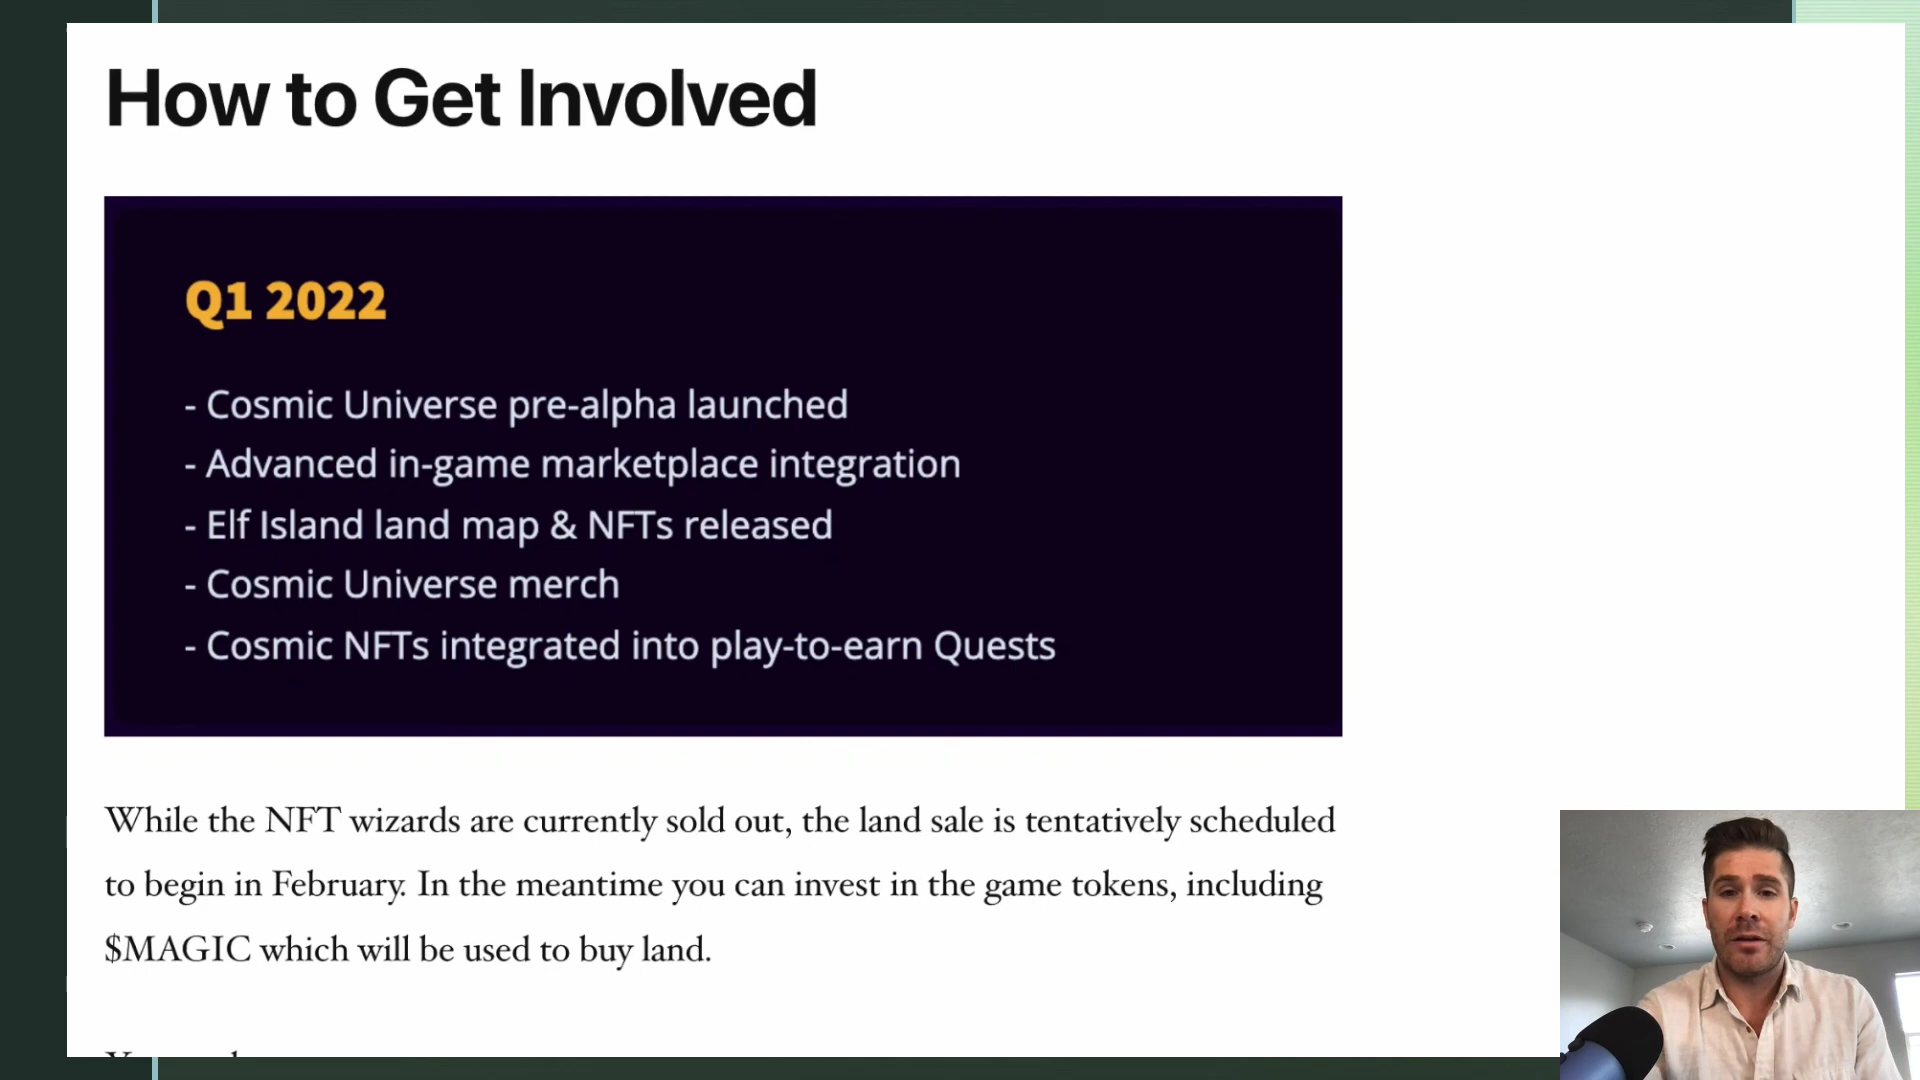 How to Get Involved
Q1 2022
- Cosmic Universe pre-alpha launched
- Advanced in-game marketplace integration
- Elf Island land map & NFTs released
- Cosmic Universe merch
- Cosmic NFTs integrated into play-to-earn Quests
While the NFT wizards are currently sold out, the land sale is tentatively scheduled
to begin in February. In the meantime you can invest in the game tokens, including
$MAGIC which will be used to buy land.